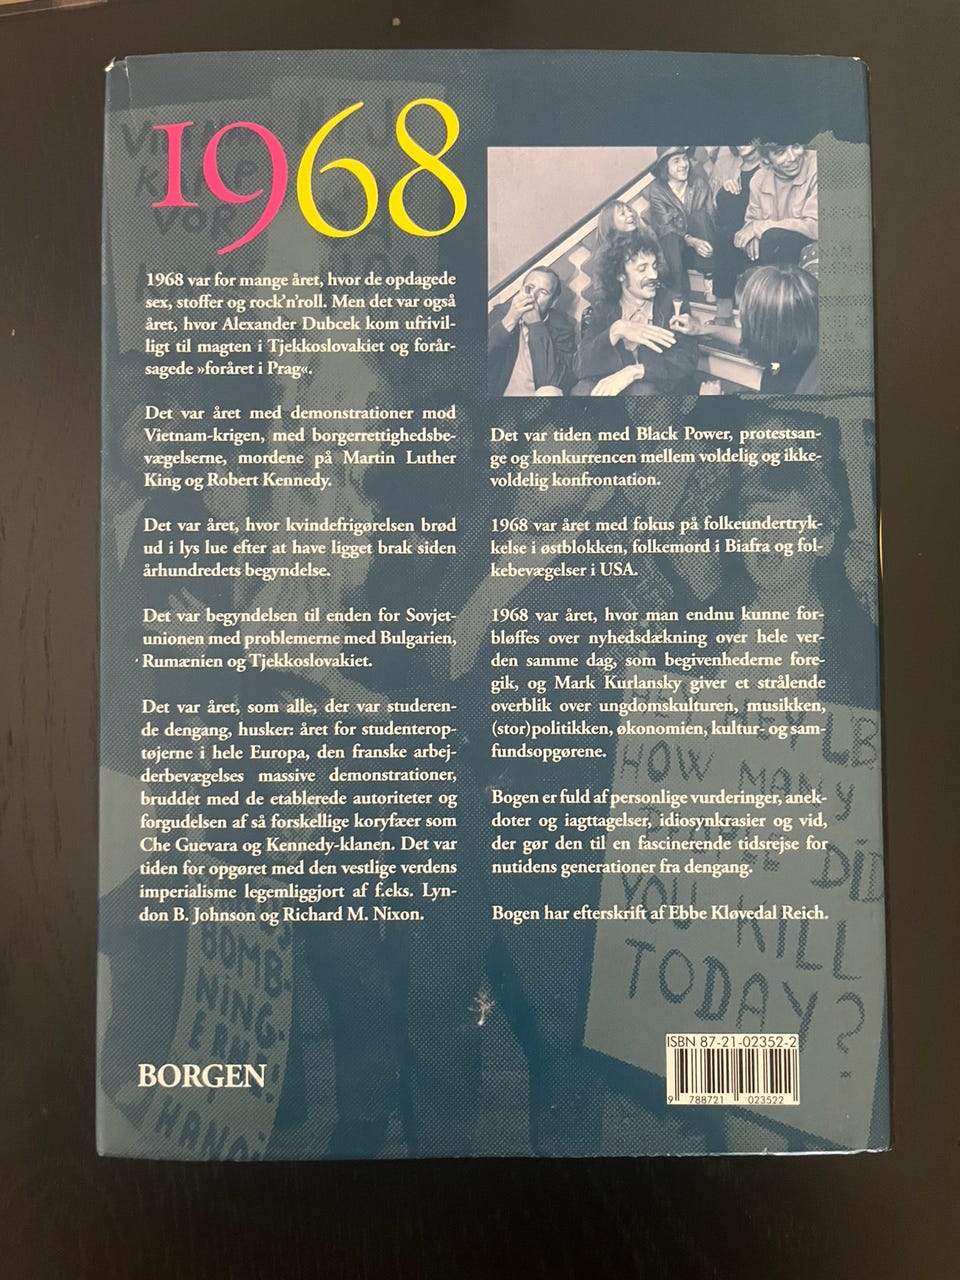 1968
1968 var for mange året, hvor de opdagede
sex, stoffer og rock'n'roll. Men det var også
året, hvor Alexander Dubcek kom ufrivil-
ligt til magten i Tjekkoslovakiet og forår-
sagede »foråret i Prag«.
Det var året med demonstrationer mod
Vietnam-krigen, med borgerrettighedsbe-
vægelserne, mordene på Martin Luther
King og Robert Kennedy.
Det var året, hvor kvindefrigørelsen brød
ud i lys lue efter at have ligget brak siden
århundredets begyndelse.
Det var begyndelsen til enden for Sovjet-
unionen med problemerne med Bulgarien,
Rumænien og Tjekkoslovakiet.
Det var året, som alle, der var studeren-
de dengang, husker: året for studenterop-
tøjerne i hele Europa, den franske arbej-
derbevægelses massive demonstrationer,
bruddet med de etablerede autoriteter og
forgudelsen af så forskellige koryfæer som
Che Guevara og Kennedy-klanen. Det var
tiden for opgøret med den vestlige verdens
imperialisme legemliggjort af f.eks. Lyn-
don B. Johnson og Richard M. Nixon.
Det var tiden med Black Power, protestsan-
ge og konkurrencen mellem voldelig og ikke-
voldelig konfrontation.
1968 var året med fokus på folkeundertryk-
kelse i østblokken, folkemord i Biafra og fol-
kebevægelser i USA.
1968 var året, hvor man endnu kunne for-
bløffes over nyhedsdækning over hele ver-
den samme dag, som begivenhederne fore-
gik, og Mark Kurlansky giver et strålende
overblik over ungdomskulturen, musikken,
(stor)politikken, økonomien, kultur- og sam-
fundsopgørene.
Bogen er fuld af personlige vurderinger, anek-
doter og iagttagelser, idiosynkrasier og vid,
der gør den til en fascinerende tidsrejse for
nutidens generationer fra dengang.
Bogen har efterskrift af Ebbe Kløvedal Reich.
HEY LB
HOW MANY
PEOPLE DID
YOU KILL
TODAY?
BOMB-
NING-
ERNE!
HANOI
BORGEN
ISBN 87-21-02352-2
9 788721 023522